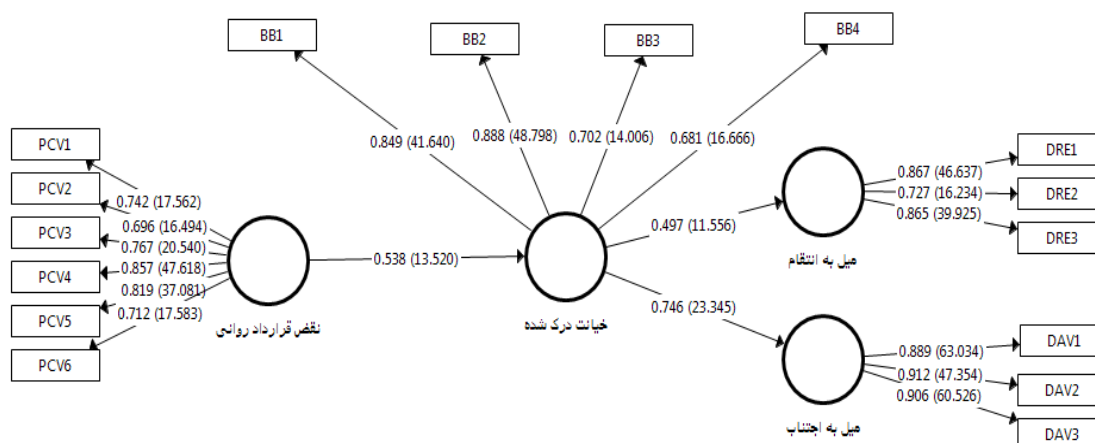 BB1
BB2
BB3
BB4
0.849 (41.640)
0.888 (48.798)
0.702 (14.006)
0.681 (16.666)
PCV1
PCV2
PCV3
PCV4
PCV5
PCV6
0.742 (17.562)
0.696 (16.494)
0.767 (20.540)
0.857 (47.618)
0.819 (37.081)
0.712 (17.583)
نقض قرارداد روانی
0.538 (13.520)
خیانت درک شده
0.497 (11.556)
0.746 (23.345)
میل به انتقام
0.867 (46.637)
0.727 (16.234)
0.865 (39.925)
DRE1
DRE2
DRE3
میل به اجتناب
0.889 (63.034)
0.912 (47.354)
0.906 (60.526)
DAV1
DAV2
DAV3